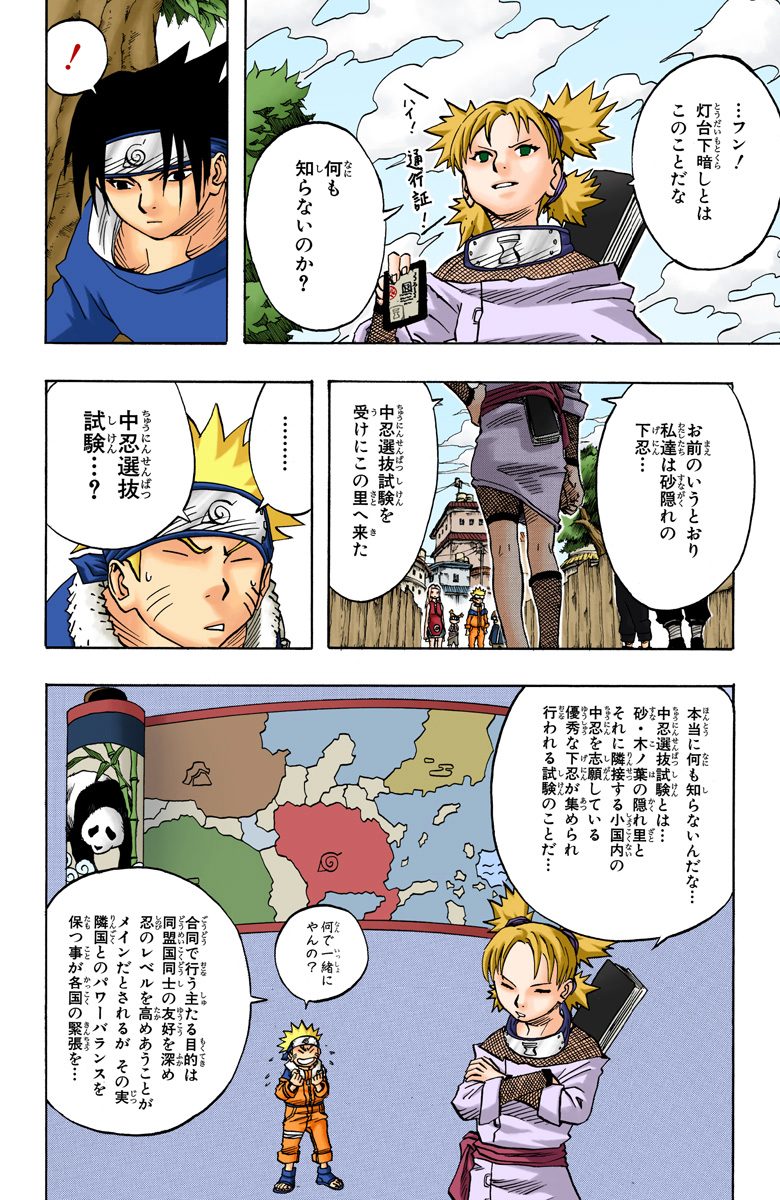 …フン！
灯台下暗しとは
このことだな
ハイ！
通行証！
何も
知らないのか？
！
お前のいうとおり
私達は砂隠れの
下忍…
中忍選抜試験を
受けにこの里へ来た
………
中忍選抜
試験…？
本当に何も知らないんだな…
中忍選抜試験とは…
砂・木ノ葉の隠れ里と
それに隣接する小国内の
中忍を志願している
優秀な下忍が集められ
行われる試験のことだ…
何で一緒に
やんの？
合同で行う主たる目的は
同盟国同士の友好を深め
忍のレベルを高めあうことが
メインだとされるが その実
隣国とのパワーバランスを
保つ事が各国の緊張を…